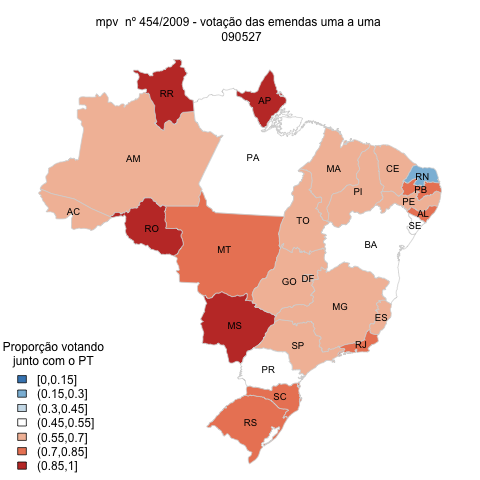 mpv nº 454/2009 - votação das emendas uma a uma
090527
RR
AP
AM
PA
MA
CE
RN
PB
PI
PE
AL
AC
SE
TO
RO
BA
MT
GO
DF
MG
ES
MS
SP
RJ
PR
SC
RS
Proporção votando
junto com o PT
[0,0.15]
(0.15,0.3]
(0.3,0.45]
(0.45,0.55]
(0.55,0.7]
(0.7,0.85]
(0.85,1]